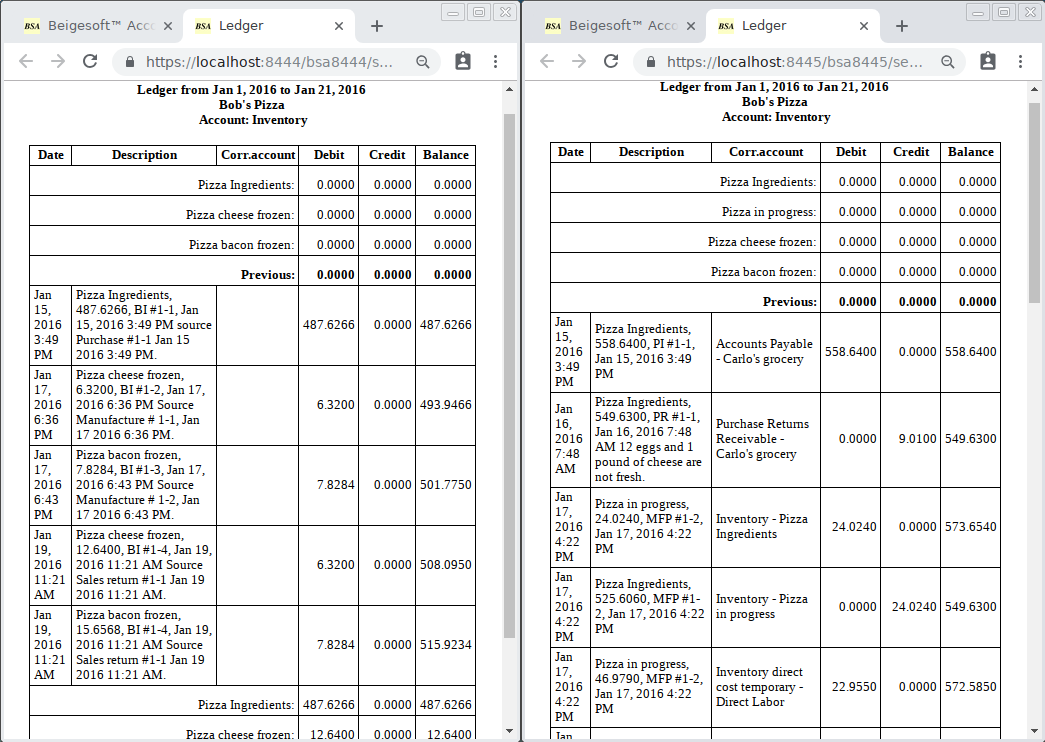 BSA Beigesoft™ Acco
BSA Ledger
https://localhost:8444/bsa8444/s...
Ledger from Jan 1, 2016 to Jan 21, 2016
Bob's Pizza
Account: Inventory
Date Description Corr.account Debit Credit Balance
Pizza Ingredients: 0.0000 0.0000 0.0000
Pizza cheese frozen: 0.0000 0.0000 0.0000
Pizza bacon frozen: 0.0000 0.0000 0.0000
Previous: 0.0000 0.0000 0.0000
Jan
15,
2016
3:49
PM
Pizza Ingredients,
487.6266, BI #1-1, Jan
15, 2016 3:49 PM source
Purchase #1-1 Jan 15
2016 3:49 PM.
487.6266 0.0000 487.6266
Jan
17,
2016
6:36
PM
Pizza cheese frozen,
6.3200, BI #1-2, Jan 17,
2016 6:36 PM Source
Manufacture # 1-1, Jan
17 2016 6:36 PM.
6.3200 0.0000 493.9466
Jan
17,
2016
6:43
PM
Pizza bacon frozen,
7.8284, BI #1-3, Jan 17,
2016 6:43 PM Source
Manufacture # 1-2, Jan
17 2016 6:43 PM.
7.8284 0.0000 501.7750
Jan
19,
2016
11:21
AM
Pizza cheese frozen,
12.6400, BI #1-4, Jan 19,
2016 11:21 AM Source
Sales return #1-1 Jan 19
2016 11:21 AM.
6.3200 0.0000 508.0950
Jan
19,
2016
11:21
AM
Pizza bacon frozen,
15.6568, BI #1-4, Jan 19,
2016 11:21 AM Source
Sales return #1-1 Jan 19
2016 11:21 AM.
7.8284 0.0000 515.9234
Pizza Ingredients: 487.6266 0.0000 487.6266
Pizza cheese frozen: 12.6400 0.0000 12.6400
BSA Beigesoft™ Acco
BSA Ledger
https://localhost:8445/bsa8445/se...
Ledger from Jan 1, 2016 to Jan 21, 2016
Bob's Pizza
Account: Inventory
Date Description Corr.account Debit Credit Balance
Pizza Ingredients: 0.0000 0.0000 0.0000
Pizza in progress: 0.0000 0.0000 0.0000
Pizza cheese frozen: 0.0000 0.0000 0.0000
Pizza bacon frozen: 0.0000 0.0000 0.0000
Previous: 0.0000 0.0000 0.0000
Jan
15,
2016
3:49
PM
Pizza Ingredients,
558.6400, PI #1-1,
Jan 15, 2016 3:49
PM
Accounts Payable
- Carlo's grocery
558.6400 0.0000 558.6400
Jan
16,
2016
7:48
AM
Pizza Ingredients,
549.6300, PR #1-1,
Jan 16, 2016 7:48
AM 12 eggs and 1
pound of cheese are
not fresh.
Purchase Returns
Receivable -
Carlo's grocery
0.0000 9.0100 549.6300
Jan
17,
2016
4:22
PM
Pizza in progress,
24.0240, MFP #1-2,
Jan 17, 2016 4:22
PM
Inventory - Pizza
Ingredients
24.0240 0.0000 573.6540
Jan
17,
2016
4:22
PM
Pizza Ingredients,
525.6060, MFP #1-
2, Jan 17, 2016 4:22
PM
Inventory - Pizza
in progress
0.0000 24.0240 549.6300
Jan
17,
2016
4:22
PM
Pizza in progress,
46.9790, MFP #1-2,
Jan 17, 2016 4:22
PM
Inventory direct
cost temporary -
Direct Labor
22.9550 0.0000 572.5850
Jan